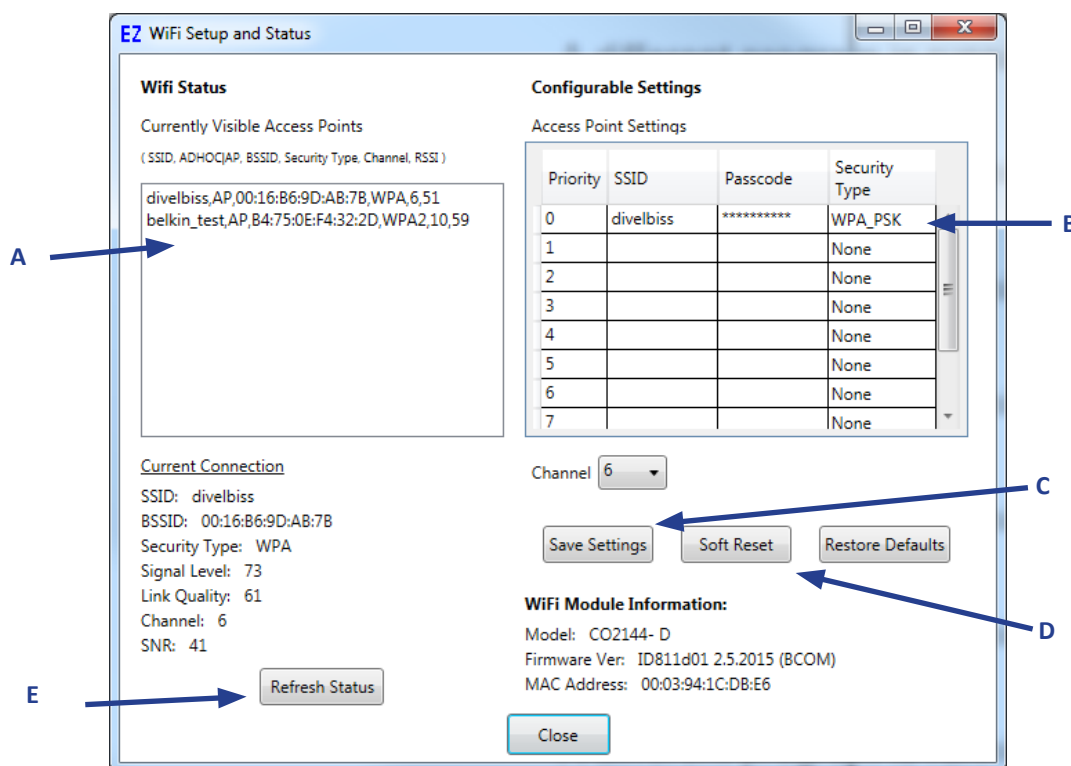 EZ WiFi Setup and Status
Wifi Status
Currently Visible Access Points
( SSID, ADHOC|AP, BSSID, Security Type, Channel, RSSI )
divelbiss,AP,00:16:B6:9D:AB:7B,WPA,6,51
belkin_test,AP,B4:75:0E:F4:32:2D,WPA2,10,59
A
Current Connection
SSID: divelbiss
BSSID: 00:16:B6:9D:AB:7B
Security Type: WPA
Signal Level: 73
Link Quality: 61
Channel: 6
SNR: 41
Refresh Status
E
Configurable Settings
Access Point Settings
Priority SSID Passcode Security Type
0 divelbiss ********** WPA_PSK
1 None
2 None
3 None
4 None
5 None
6 None
7 None
B
Channel 6
C
Save Settings Soft Reset Restore Defaults
D
WiFi Module Information:
Model: CO2144- D
Firmware Ver: ID811d01 2.5.2015 (BCOM)
MAC Address: 00:03:94:1C:DB:E6
Close